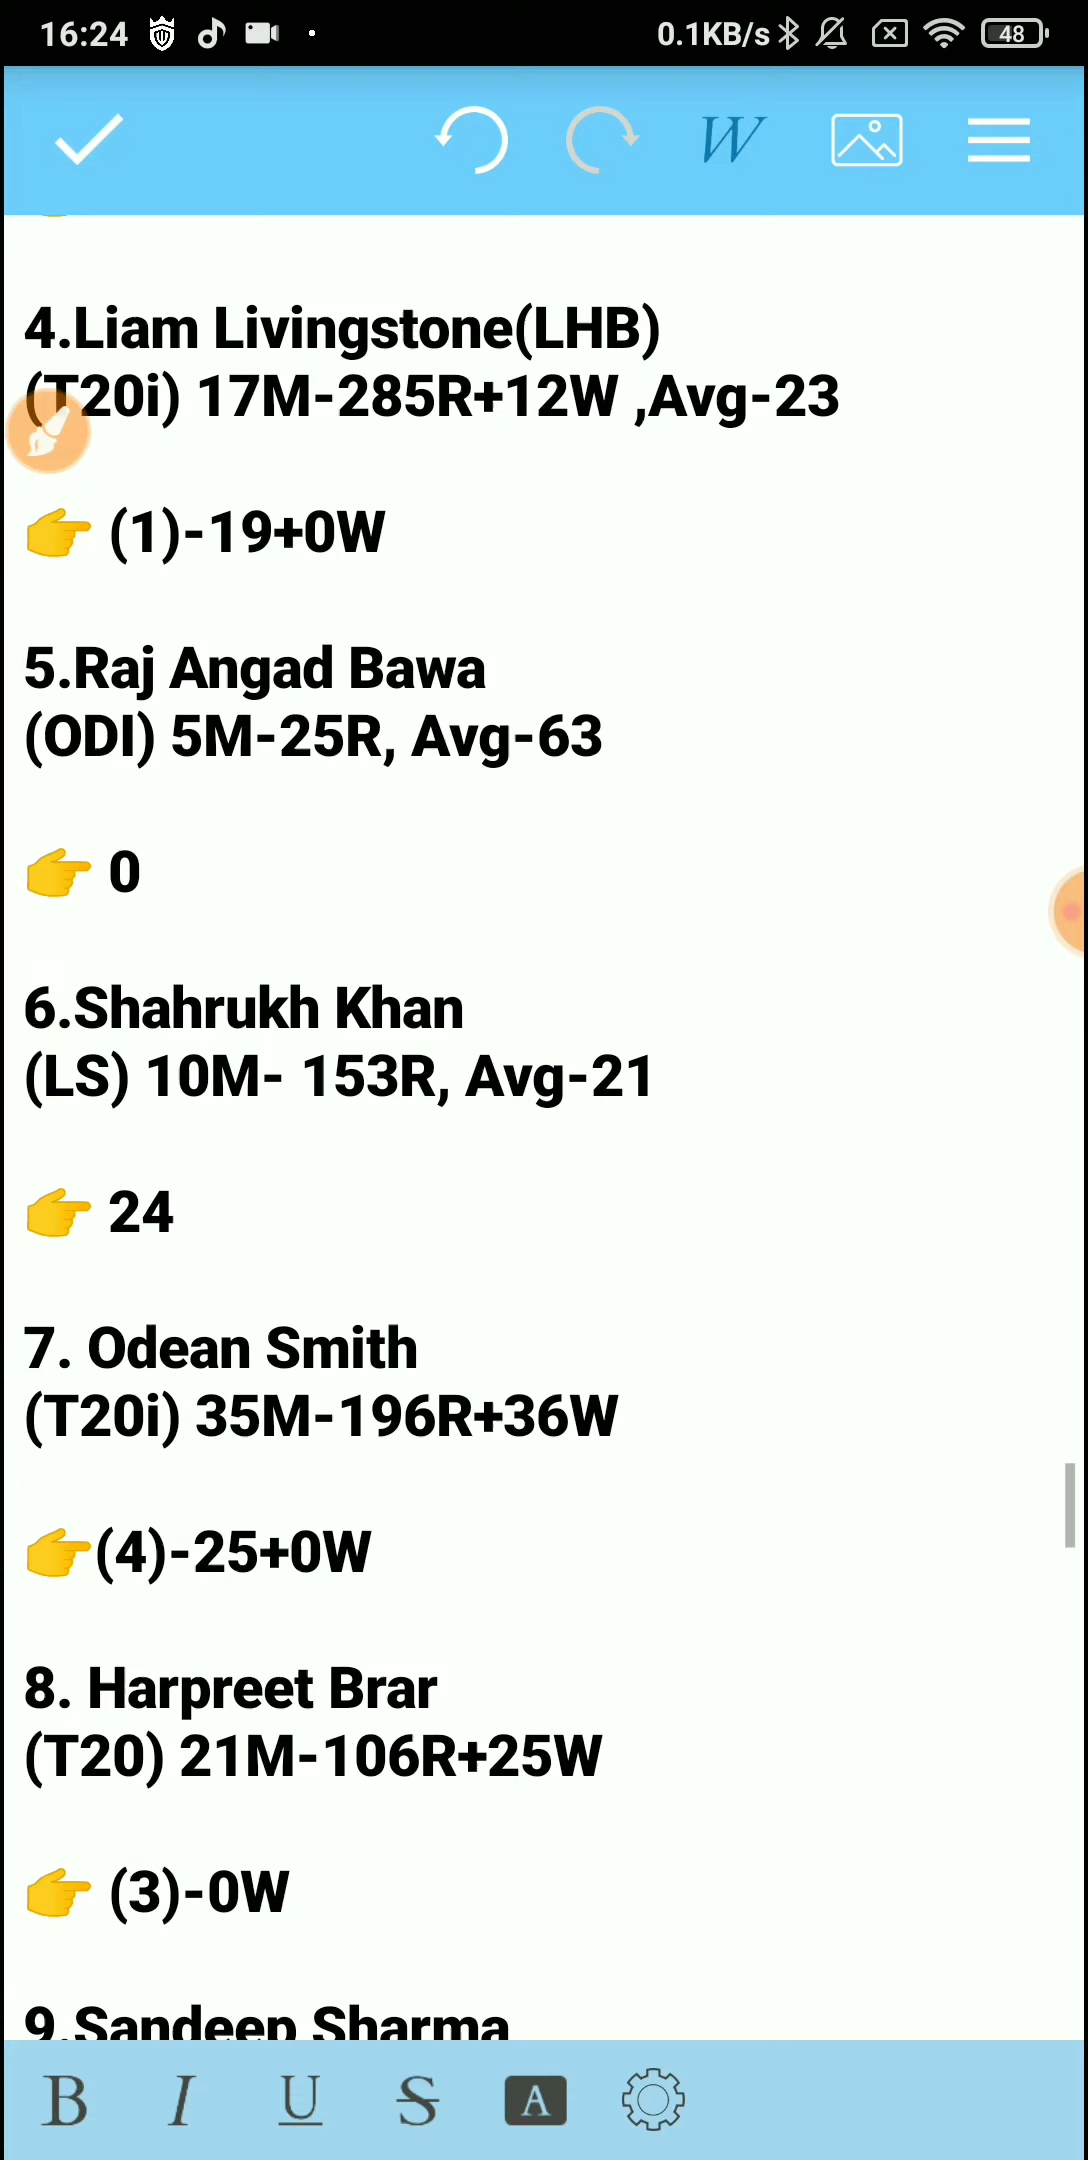 16:24
0.1KB/s
48
W
4.Liam Livingstone(LHB)
(T20i) 17M-285R+12W ,Avg-23
👉 (1)-19+0W
5.Raj Angad Bawa
(ODI) 5M-25R, Avg-63
👉 0
6.Shahrukh Khan
(LS) 10M- 153R, Avg-21
👉 24
7. Odean Smith
(T20i) 35M-196R+36W
👉(4)-25+0W
8. Harpreet Brar
(T20) 21M-106R+25W
👉 (3)-0W
9.Sandeep Sharma
B I U S A